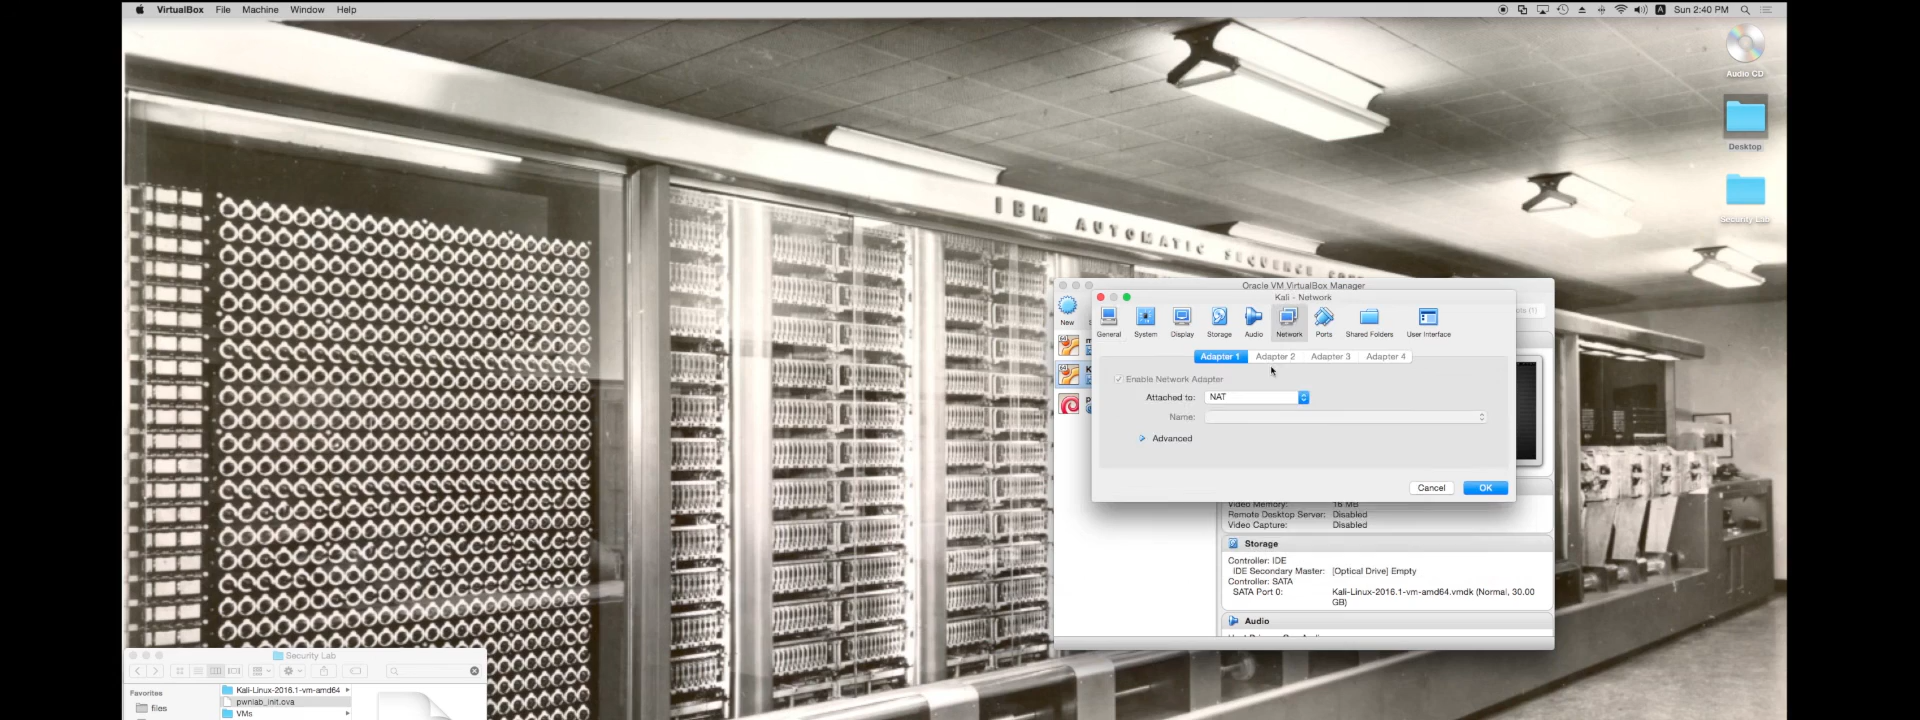 VirtualBox File Machine Window Help
Sun 2:40 PM
Audio CD
Desktop
Security Lab
IBM AUTOMATIC SEQUENCE
Oracle VM VirtualBox Manager
Kali - Network
New
General System Display Storage Audio Network Ports Shared Folders User Interface
Adapter 1 Adapter 2 Adapter 3 Adapter 4
Enable Network Adapter
Attached to: NAT
Name:
Advanced
Cancel OK
Video Memory: 16 MB
Remote Desktop Server: Disabled
Video Capture: Disabled
Storage
Controller: IDE
IDE Secondary Master: [Optical Drive] Empty
Controller: SATA
SATA Port 0: Kali-Linux-2016.1-vm-amd64.vmdk (Normal, 30.00
GB)
Audio
Security Lab
Favorites
files
Kali-Linux-2016.1-vm-amd64
pwnlab_init.ova
VMs